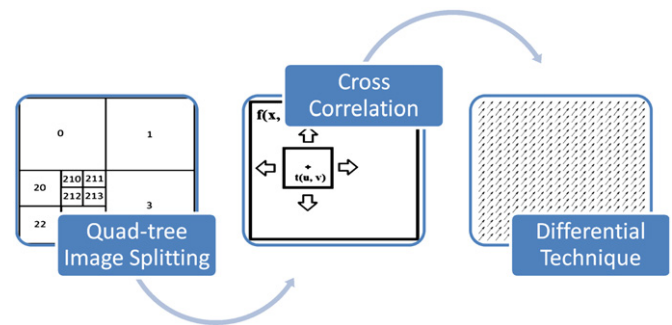 0
1
20
210
211
212
213
22
3
Quad-tree
Image Splitting
f(x,
t(u, v)
Cross
Correlation
Differential
Technique